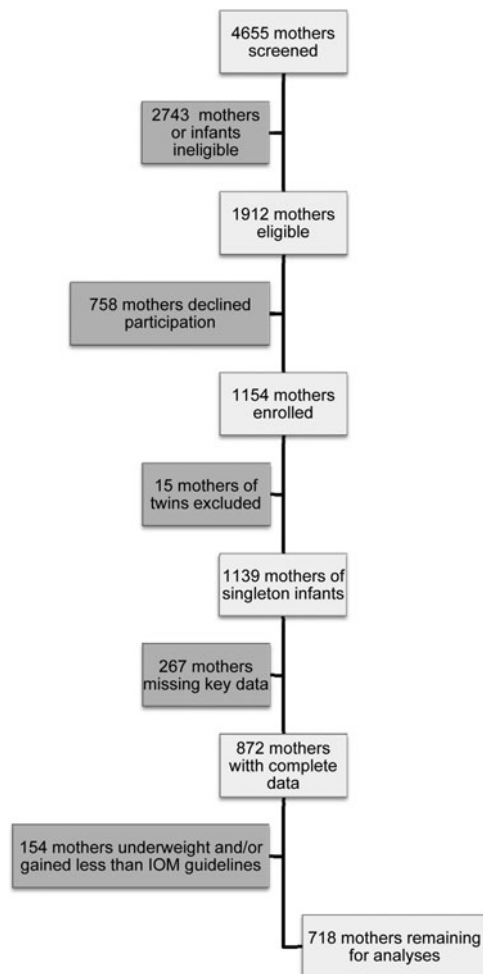 4655 mothers
screened
2743 mothers
or infants
ineligible
1912 mothers
eligible
758 mothers declined
participation
1154 mothers
enrolled
15 mothers of
twins excluded
1139 mothers of
singleton infants
267 mothers
missing key data
872 mothers
witth complete
data
154 mothers underweight and/or
gained less than IOM guidelines
718 mothers remaining
for analyses